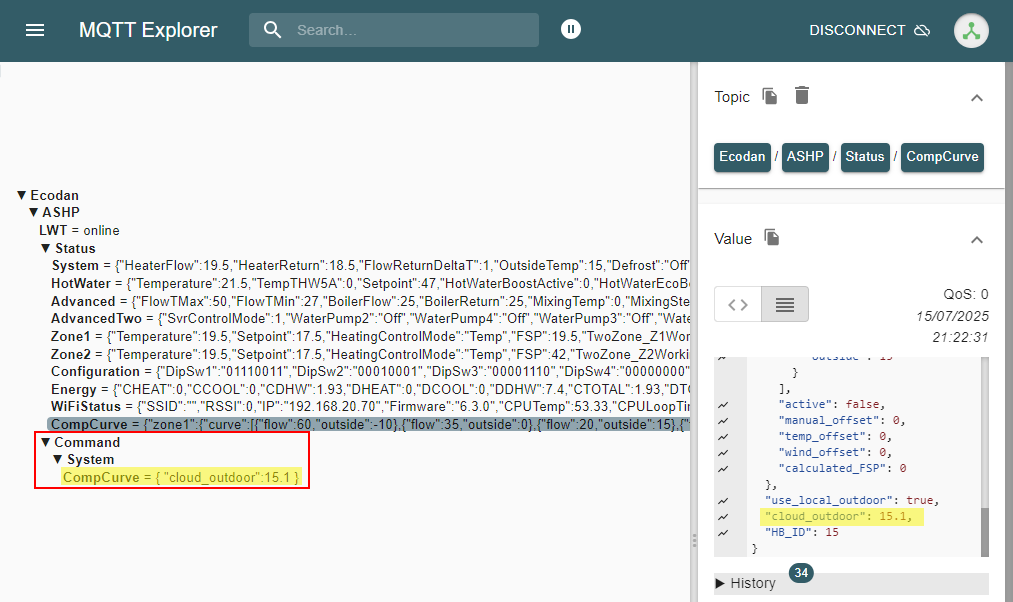 MQTT Explorer
Search...
DISCONNECT
▼ Ecodan
▼ ASHP
LWT = online
▼ Status
System = {"HeaterFlow":19.5,"HeaterReturn":18.5,"FlowReturnDeltaT":1,"OutsideTemp":15,"Defrost":"Off"
HotWater = {"Temperature":21.5,"TempTHW5A":0,"Setpoint":47,"HotWaterBoostActive":0,"HotWaterEcoBo
Advanced = {"FlowTMax":50,"FlowTMin":27,"BoilerFlow":25,"BoilerReturn":25,"MixingTemp":0,"MixingSte
AdvancedTwo = {"SvrControlMode":1,"WaterPump2":"Off","WaterPump4":"Off","WaterPump3":"Off","Wate
Zone1 = {"Temperature":19.5,"Setpoint":17.5,"HeatingControlMode":"Temp","FSP":19.5,"TwoZone_Z1Wor
Zone2 = {"Temperature":19.5,"Setpoint":17.5,"HeatingControlMode":"Temp","FSP":42,"TwoZone_Z2Worki
Configuration = {"DipSw1":"01110011","DipSw2":"00010001","DipSw3":"00001110","DipSw4":"00000000"
Energy = {"CHEAT":0,"CCOOL":0,"CDHW":1.93,"DHEAT":0,"DCOOL":0,"DDHW":7.4,"CTOTAL":1.93,"DTO
WiFiStatus = {"SSID":"","RSSI":0,"IP":"192.168.20.70","Firmware":"6.3.0","CPUTemp":53.33,"CPULoopTin
CompCurve = {"zone1":{"curve":[{"flow":60,"outside":-10},{"flow":35,"outside":0},{"flow":20,"outside":15},{"
▼ Command
▼ System
CompCurve = { "cloud_outdoor":15.1 }
Topic
Ecodan / ASHP / Status / CompCurve
Value
QoS: 0
15/07/2025
21:22:31
"outside": 15
}
],
"active": false,
"manual_offset": 0,
"temp_offset": 0,
"wind_offset": 0,
"calculated_FSP": 0
},
"use_local_outdoor": true,
"cloud_outdoor": 15.1,
"HB_ID": 15
}
▶ History 34